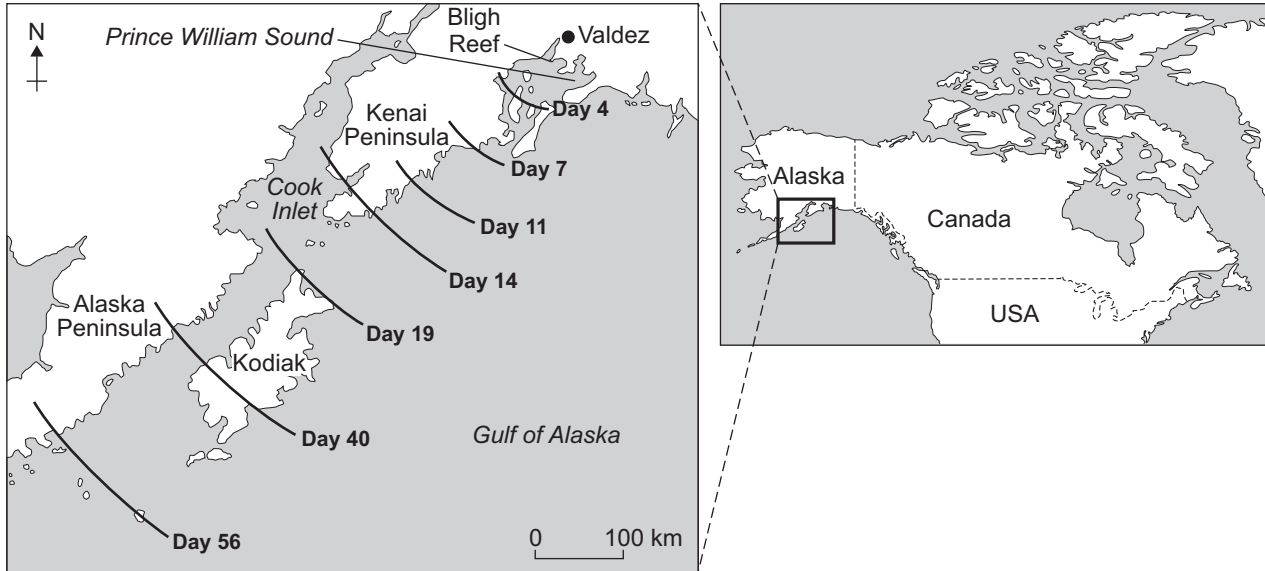 N
Prince William Sound
Bligh
Reef
Valdez
Day 4
Kenai
Peninsula
Day 7
Cook
Inlet
Day 11
Day 14
Alaska
Peninsula
Day 19
Kodiak
Day 40
Gulf of Alaska
Day 56
0 100 km
Alaska
Canada
USA